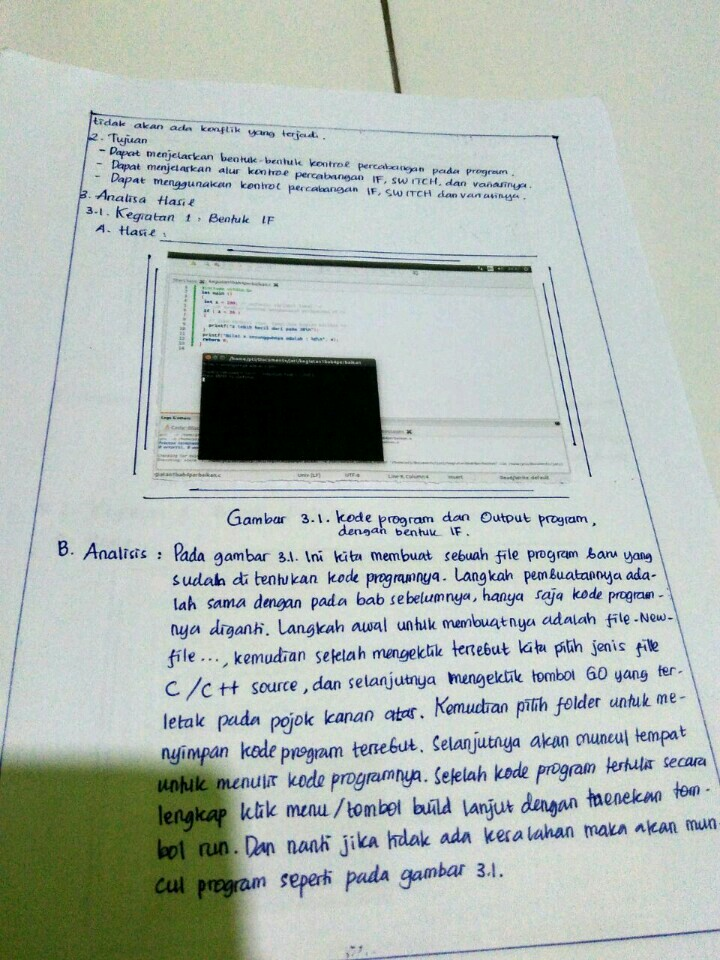 tidak akan ada konflik yang terjadi.
2. Tujuan
- Dapat menjelaskan bentuk-bentuk kontrol percabangan pada program.
- Dapat menjelaskan alur kontrol percabangan IF, SWITCH, dan variasinya.
- Dapat menggunakan kontrol percabangan IF, SWITCH dan variasinya.
3. Analisa Hasil
3.1. Kegiatan 1 : Bentuk IF
A. Hasil :
int main ()
return 0;
Gambar 3.1. kode program dan Output program,
dengan bentuk IF.
B. Analisis : Pada gambar 3.1. Ini kita membuat sebuah file program baru yang
sudah di tentukan kode programnya. Langkah pembuatannya ada-
lah sama dengan pada bab sebelumnya, hanya saja kode program-
nya diganti. Langkah awal untuk membuatnya adalah file-New-
file..., kemudian setelah mengeklik tersebut kita pilih jenis file
C/C++ source, dan selanjutnya mengeklik tombol GO yang ter-
letak pada pojok kanan atas. Kemudian pilih folder untuk me-
nyimpan kode program tersebut. Selanjutnya akan muncul tempat
untuk menulis kode programnya. Setelah kode program tertulis secara
lengkap klik menu/tombol build lanjut dengan menekan tom-
bol run. Dan nanti jika tidak ada kesalahan maka akan mun-
cul program seperti pada gambar 3.1.